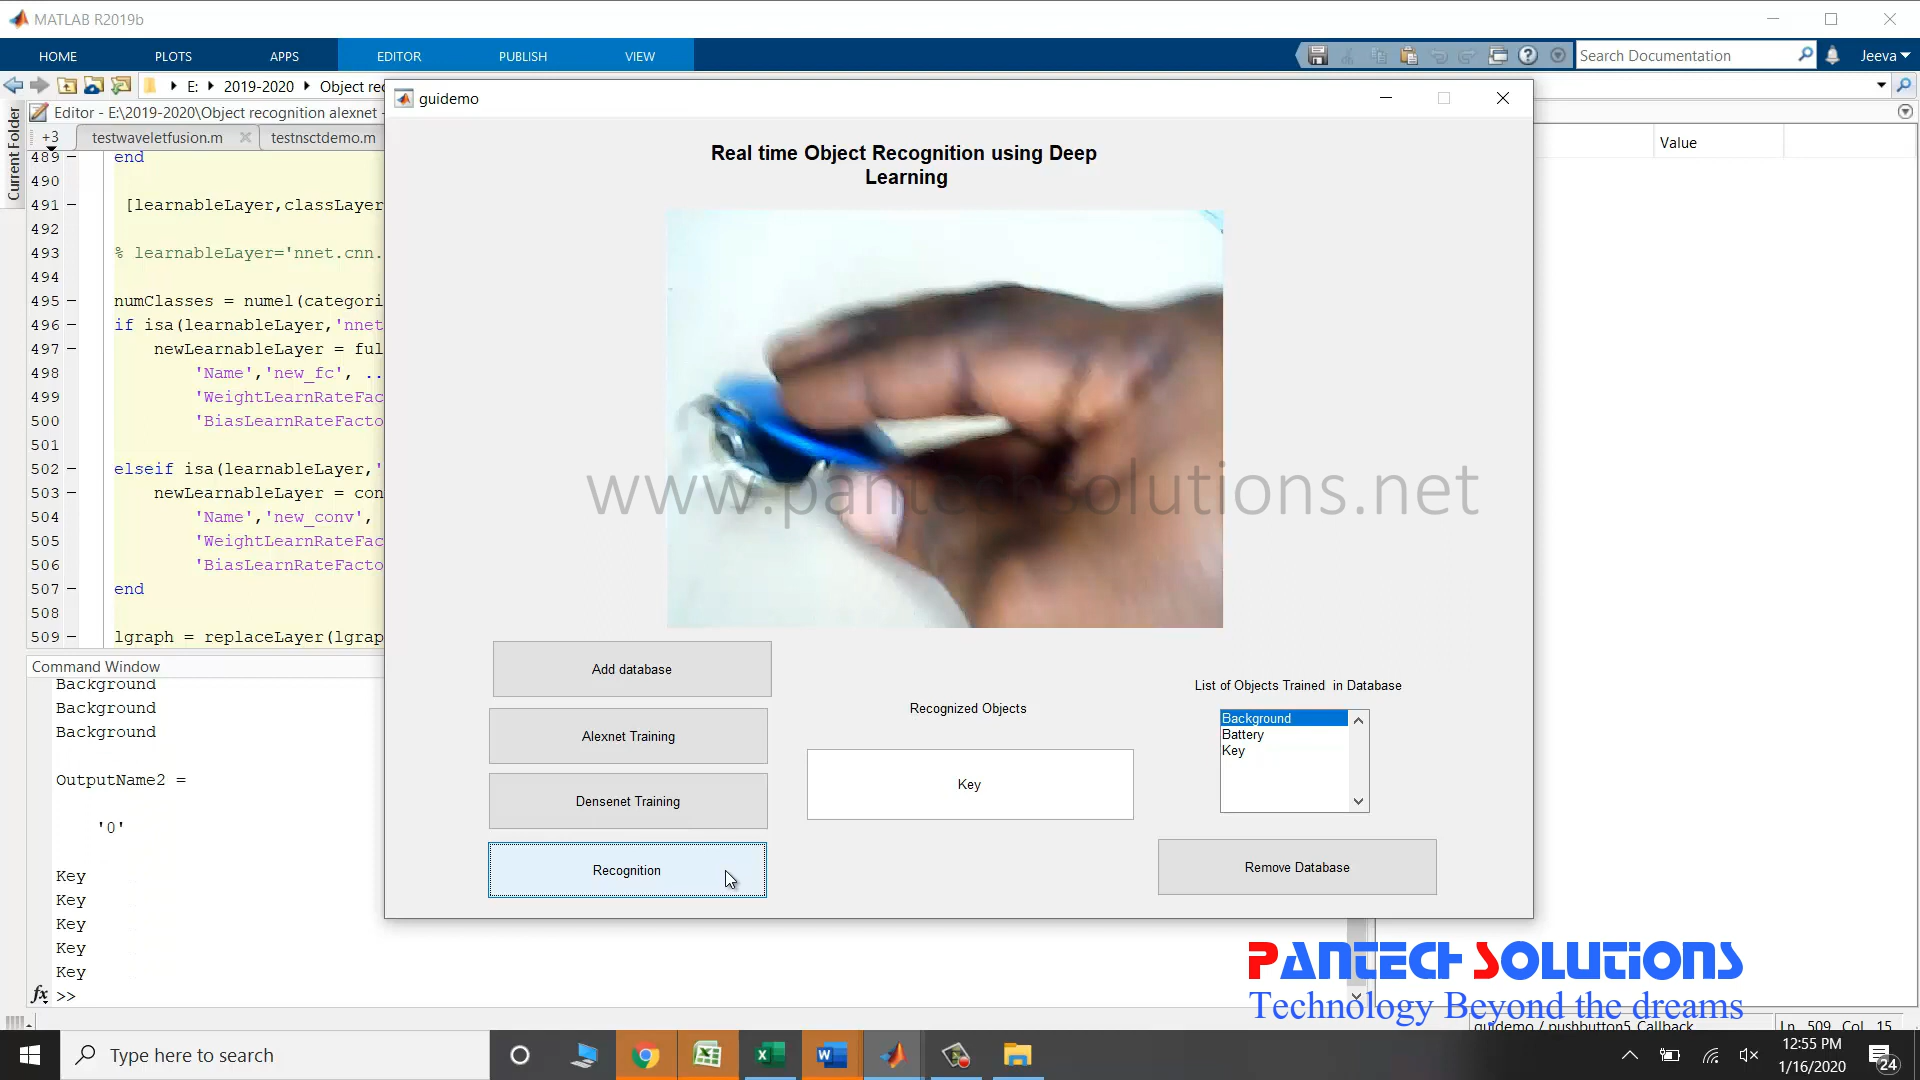 MATLAB R2019b
HOME PLOTS APPS EDITOR PUBLISH VIEW Search Documentation Jeeva
E: 2019-2020 Object rec
Current Folder
Editor - E:\2019-2020\Object recognition alexnet -
+3 testwaveletfusion.m testnsctdemo.m
Value
489 end
490
491 [learnableLayer,classLayer
492
493 % learnableLayer='nnet.cnn.
494
495 numClasses = numel(categori
496 if isa(learnableLayer,'nnet
497 newLearnableLayer = ful
498 'Name','new_fc', ..
499 'WeightLearnRateFac
500 'BiasLearnRateFacto
501
502 elseif isa(learnableLayer,'
503 newLearnableLayer = con
504 'Name','new_conv',
505 'WeightLearnRateFac
506 'BiasLearnRateFacto
507 end
508
509 lgraph = replaceLayer(lgrap
Command Window
Background
Background
Background
OutputName2 =
'0'
Key
Key
Key
Key
Key
fx >>
guidemo
Real time Object Recognition using Deep
Learning
www.pantechsolutions.net
Add database
Alexnet Training
Densenet Training
Recognition
Recognized Objects
Key
List of Objects Trained in Database
Background
Battery
Key
Remove Database
PANTECH SOLUTIONS
Technology Beyond the dreams
guidemo / pushbutton5_Callback Ln 509 Col 15
Type here to search
12:55 PM
1/16/2020
24